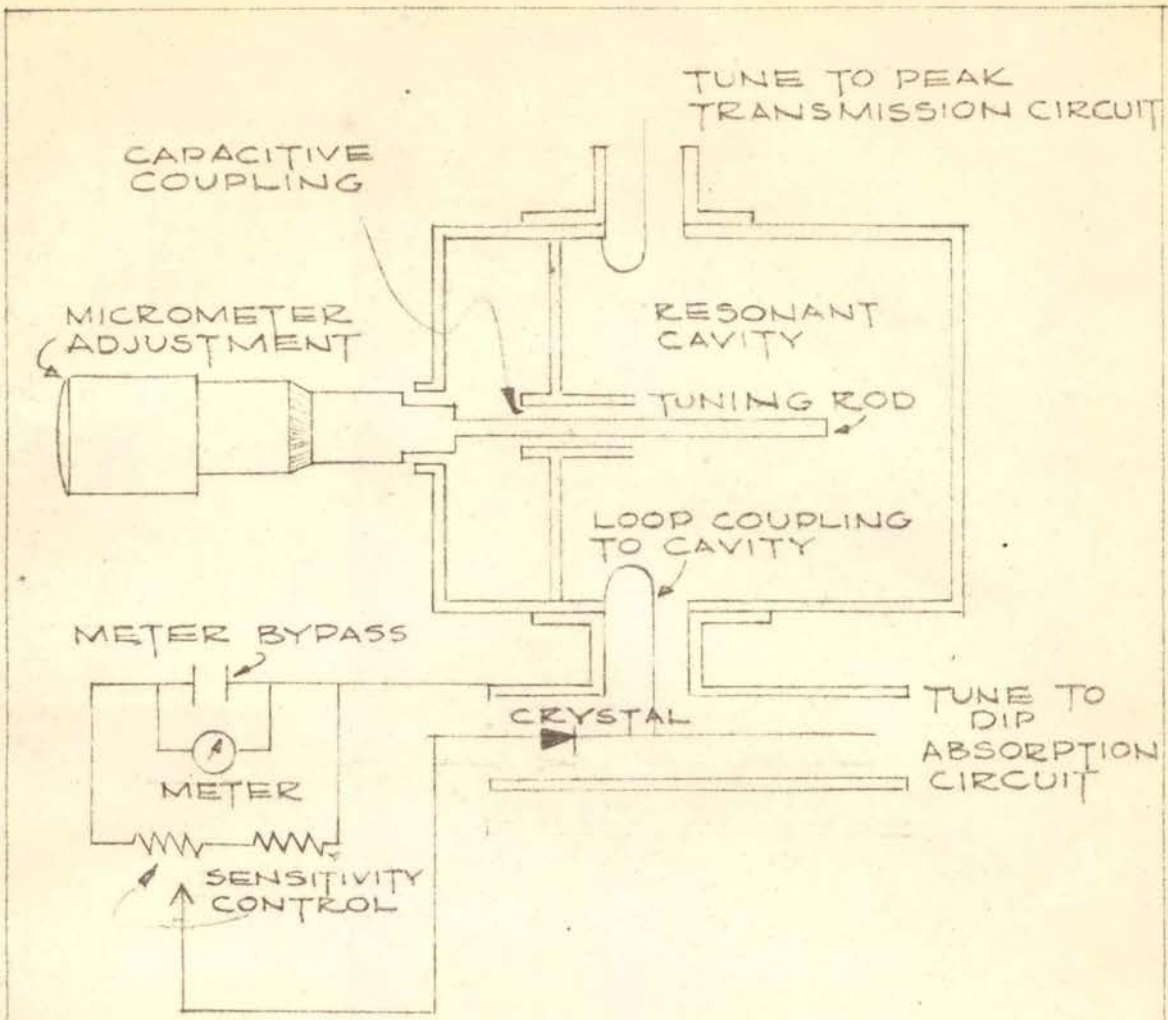 TUNE TO PEAK
TRANSMISSION CIRCUIT
CAPACITIVE
COUPLING
MICROMETER
ADJUSTMENT
RESONANT
CAVITY
TUNING ROD
LOOP COUPLING
TO CAVITY
METER BYPASS
CRYSTAL
TUNE TO
DIP
ABSORPTION
CIRCUIT
A
METER
SENSITIVITY
CONTROL